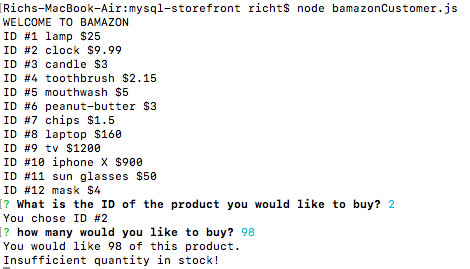 [Richs-MacBook-Air:mysql-storefront richt$ node bamazonCustomer.js
WELCOME TO BAMAZON
ID #1 lamp $25
ID #2 clock $9.99
ID #3 candle $3
ID #4 toothbrush $2.15
ID #5 mouthwash $5
ID #6 peanut-butter $3
ID #7 chips $1.5
ID #8 laptop $160
ID #9 tv $1200
ID #10 iphone X $900
ID #11 sun glasses $50
ID #12 mask $4
[? What is the ID of the product you would like to buy? 2
You chose ID #2
[? how many would you like to buy? 98
You would like 98 of this product.
Insufficient quantity in stock!